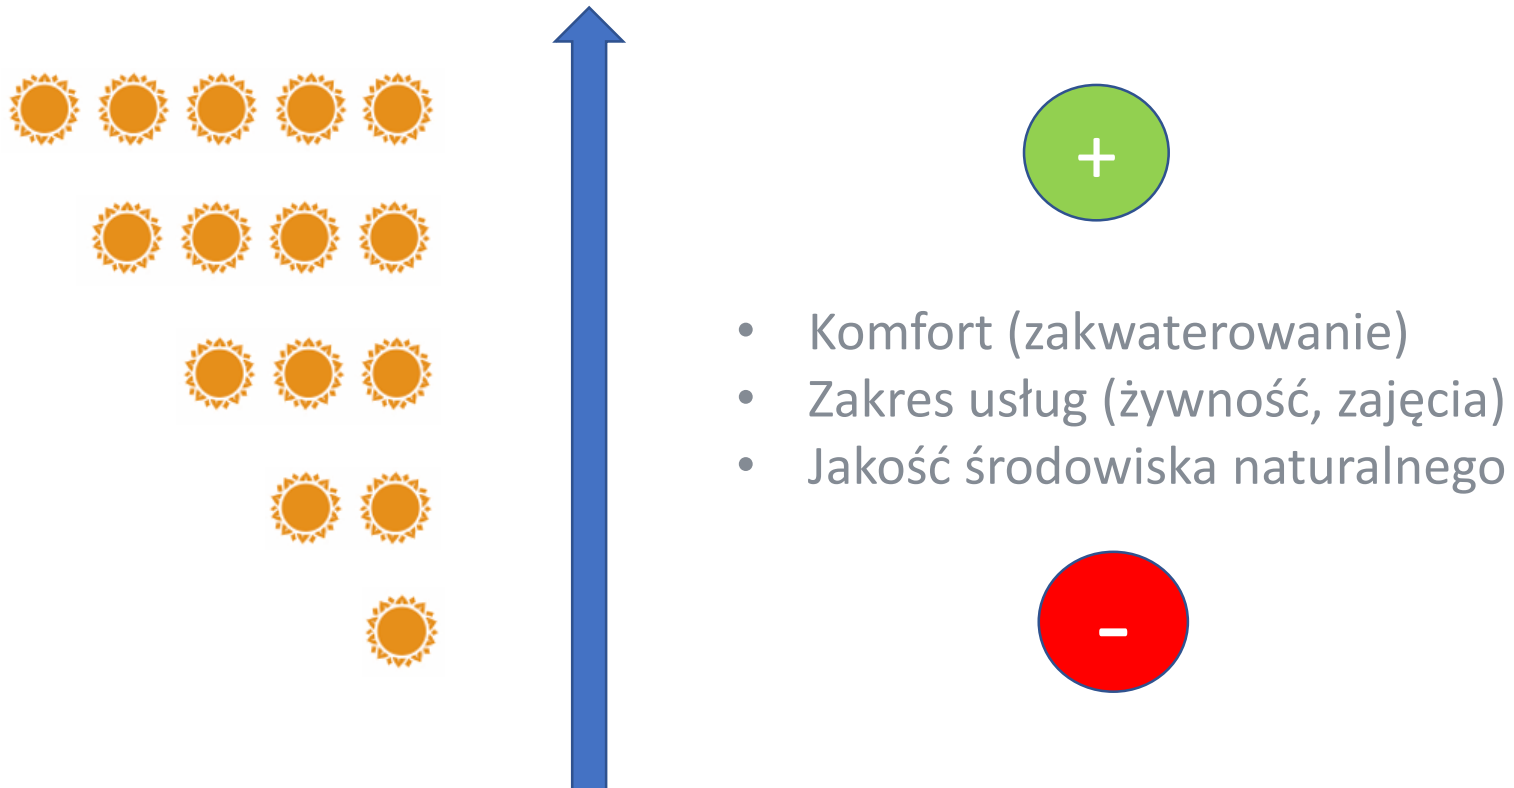 +
• Komfort (zakwaterowanie)
• Zakres usług (żywność, zajęcia)
• Jakość środowiska naturalnego
-